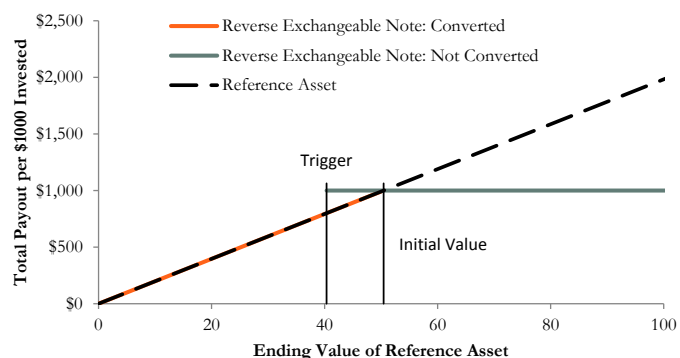 Total Payout per $1000 Invested
$2,500
$2,000
$1,500
$1,000
$500
$0
Reverse Exchangeable Note: Converted
Reverse Exchangeable Note: Not Converted
Reference Asset
Trigger
Initial Value
0 20 40 60 80 100
Ending Value of Reference Asset